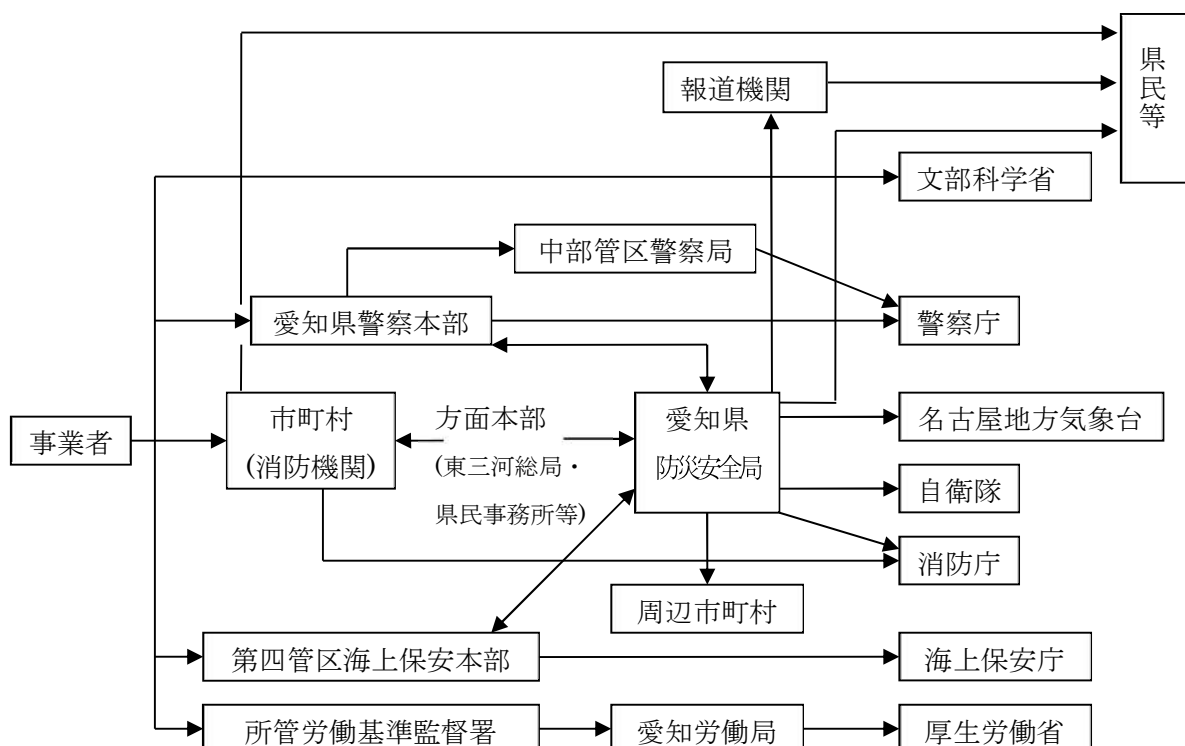 県民等
報道機関
文部科学省
中部管区警察局
愛知県警察本部
警察庁
事業者
市町村
(消防機関)
方面本部
(東三河総局・
県民事務所等)
愛知県
防災安全局
名古屋地方気象台
自衛隊
消防庁
周辺市町村
第四管区海上保安本部
海上保安庁
所管労働基準監督署
愛知労働局
厚生労働省